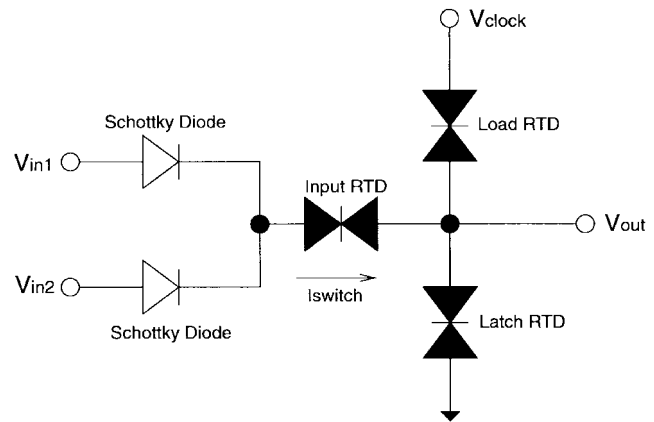 Vclock
Schottky Diode
Load RTD
Vin1
Input RTD
Vout
Vin2
Iswitch
Latch RTD
Schottky Diode